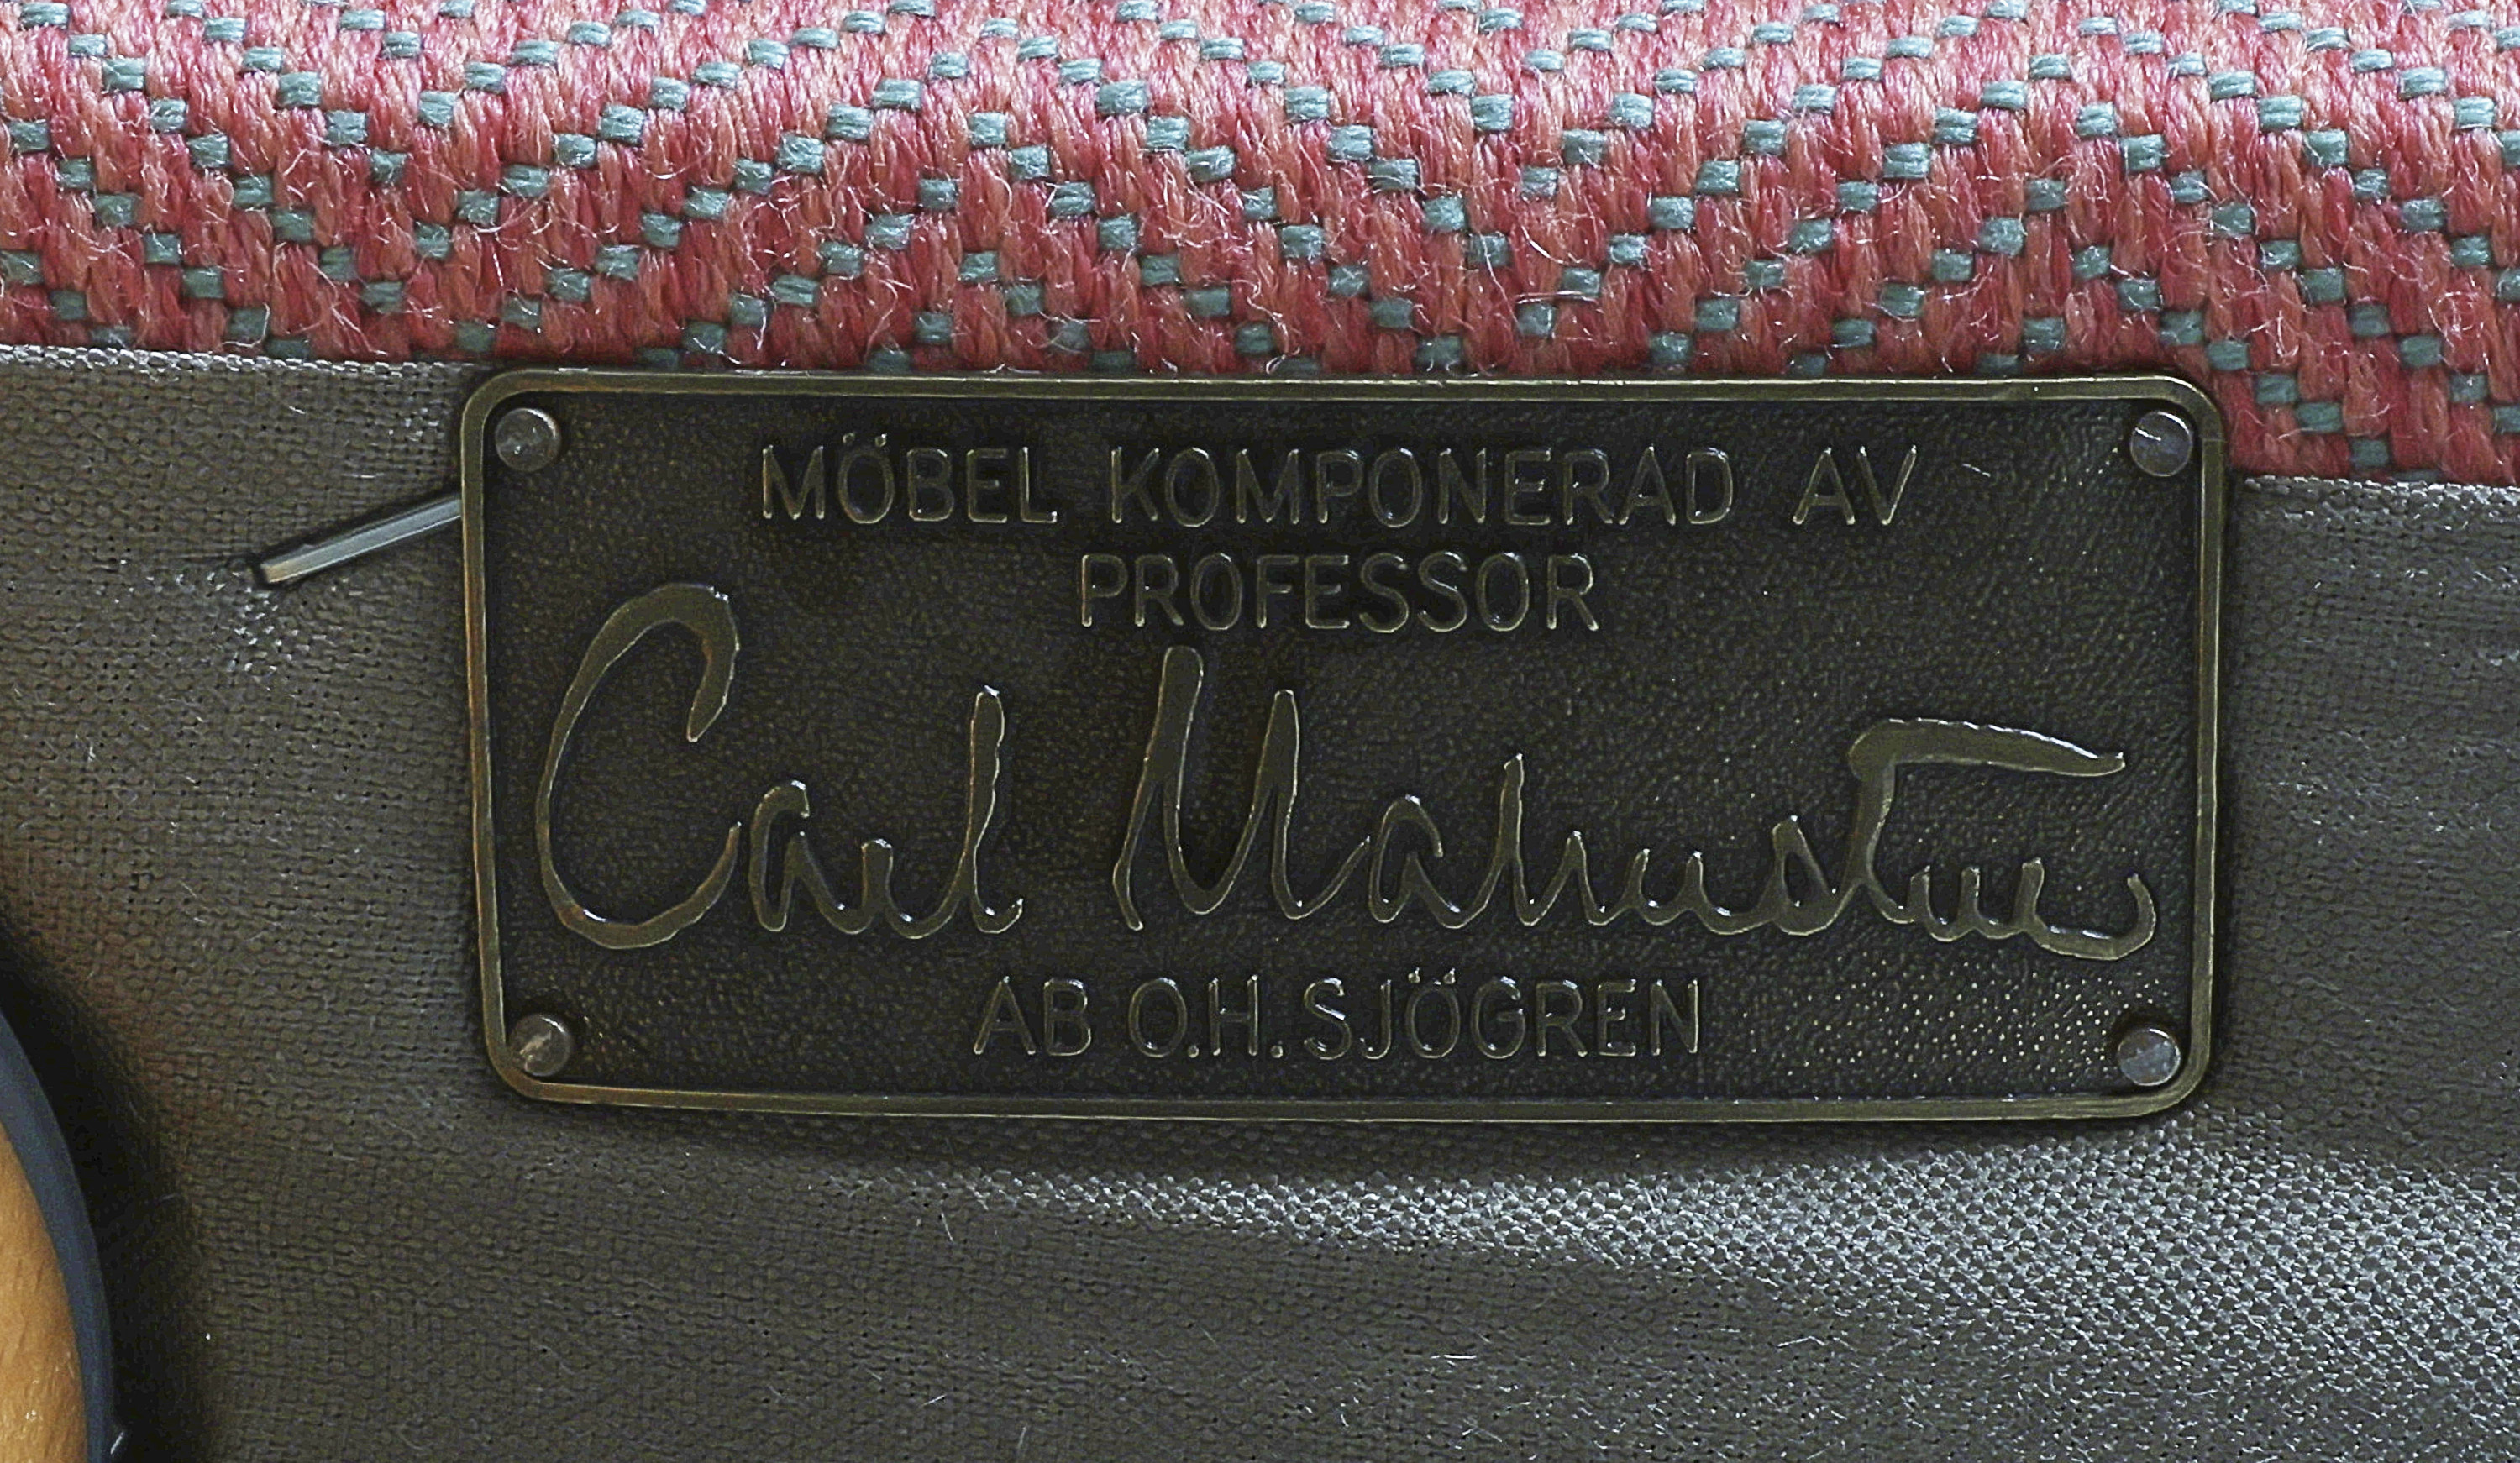 MÖBEL KOMPONERAD AV
PROFESSOR
Carl Malmsten
AB O.H. SJÖGREN